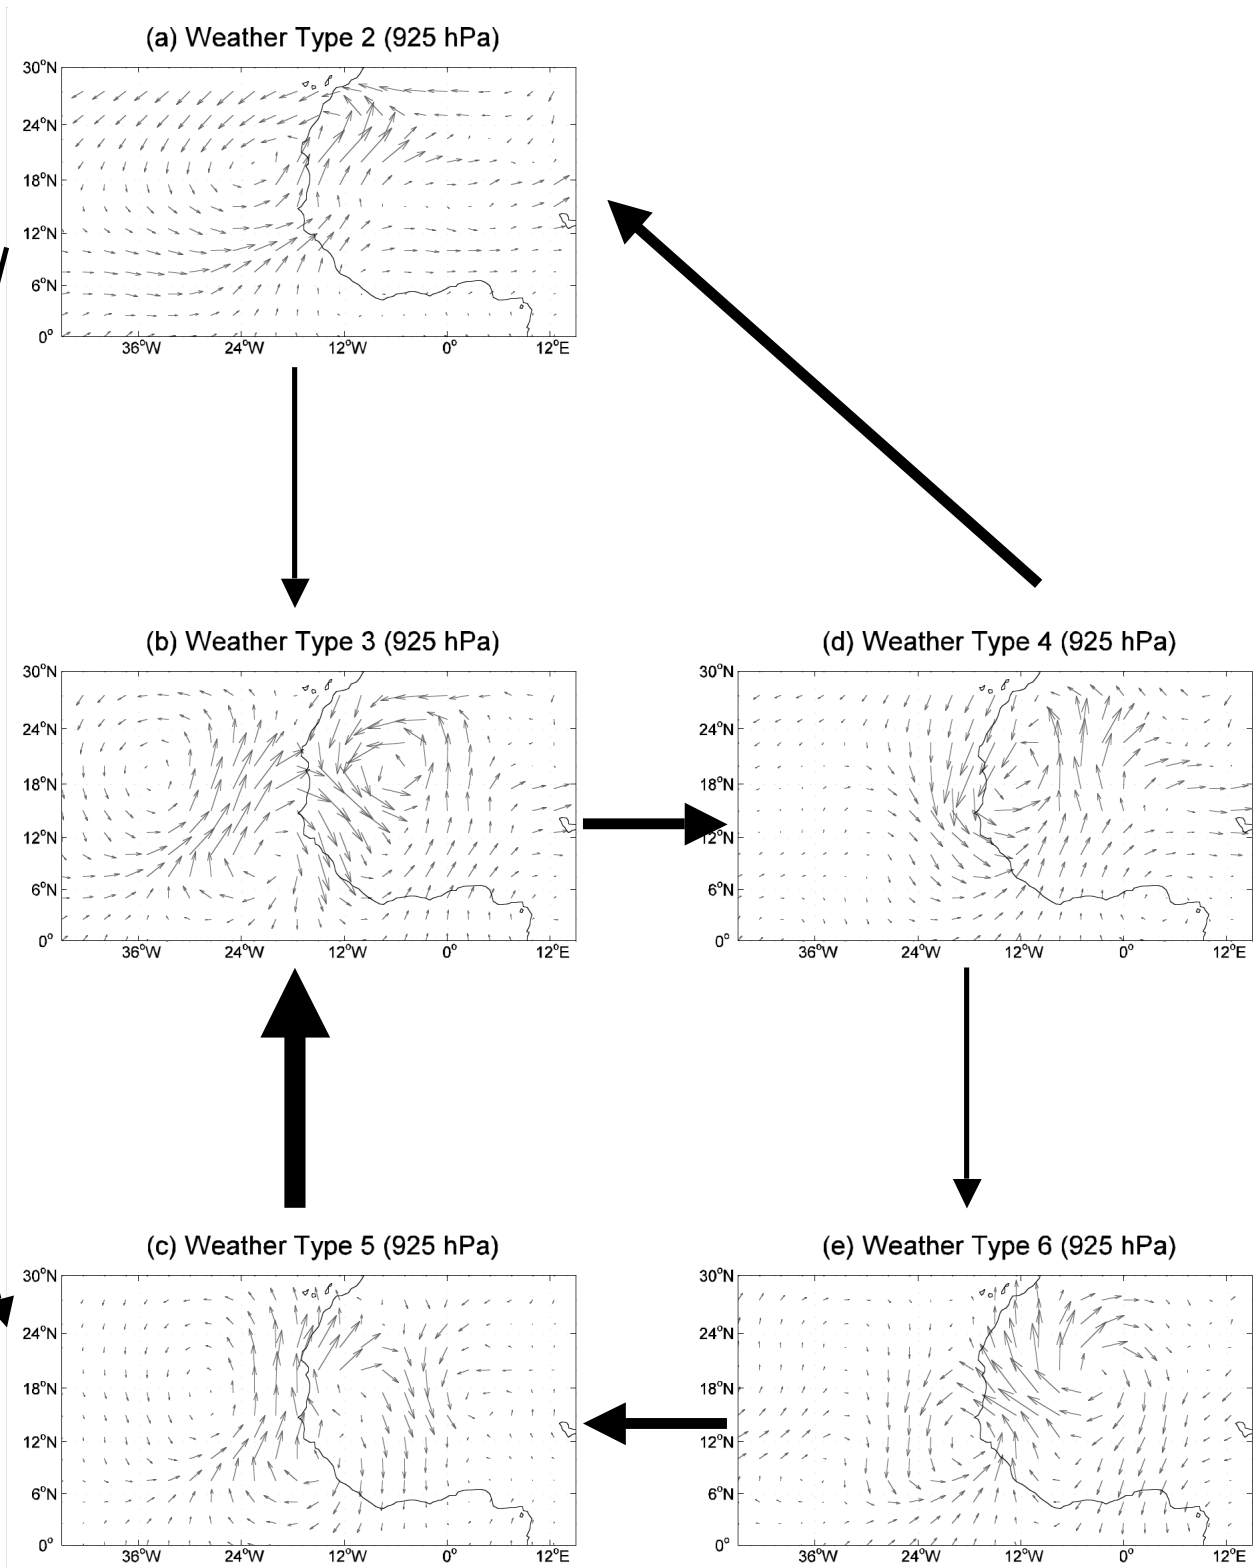 (a) Weather Type 2 (925 hPa)
30°N
24°N
18°N
12°N
6°N
0°
36°W 24°W 12°W 0° 12°E
(b) Weather Type 3 (925 hPa)
30°N
24°N
18°N
12°N
6°N
0°
36°W 24°W 12°W 0° 12°E
(d) Weather Type 4 (925 hPa)
30°N
24°N
18°N
12°N
6°N
0°
36°W 24°W 12°W 0° 12°E
(c) Weather Type 5 (925 hPa)
30°N
24°N
18°N
12°N
6°N
0°
36°W 24°W 12°W 0° 12°E
(e) Weather Type 6 (925 hPa)
30°N
24°N
18°N
12°N
6°N
0°
36°W 24°W 12°W 0° 12°E